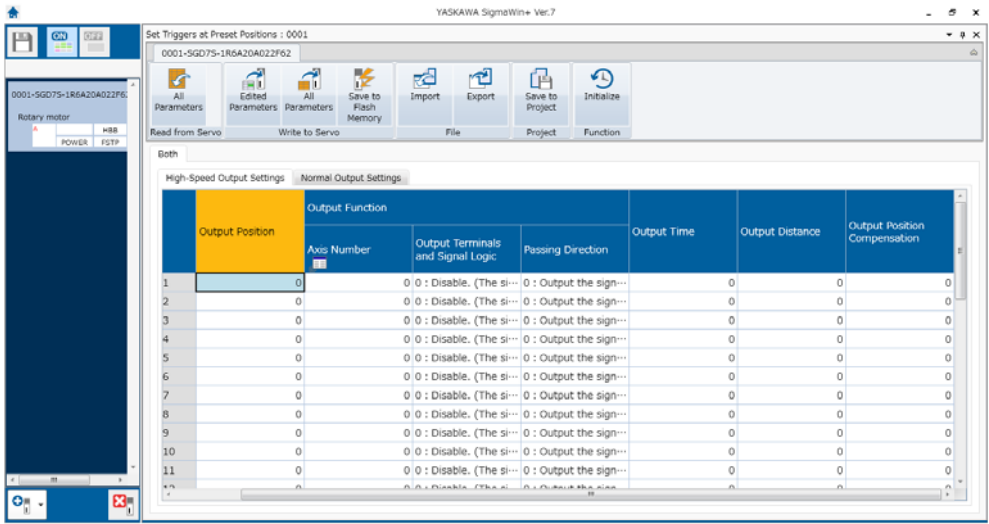 YASKAWA SigmaWin+ Ver.7
ON OFF
Set Triggers at Preset Positions : 0001
0001-SGD7S-1R6A20A022F62
0001-SGD7S-1R6A20A022F62
Rotary motor
A HBB
POWER FSTP
All Parameters
Edited Parameters
All Parameters
Save to Flash Memory
Import
Export
Save to Project
Initialize
Read from Servo Write to Servo File Project Function
Both
High-Speed Output Settings Normal Output Settings
Output Position
Output Function
Axis Number
Output Terminals and Signal Logic
Passing Direction
Output Time
Output Distance
Output Position Compensation
1 0 0 0 : Disable. (The si··· 0 : Output the sign··· 0 0 0
2 0 0 0 : Disable. (The si··· 0 : Output the sign··· 0 0 0
3 0 0 0 : Disable. (The si··· 0 : Output the sign··· 0 0 0
4 0 0 0 : Disable. (The si··· 0 : Output the sign··· 0 0 0
5 0 0 0 : Disable. (The si··· 0 : Output the sign··· 0 0 0
6 0 0 0 : Disable. (The si··· 0 : Output the sign··· 0 0 0
7 0 0 0 : Disable. (The si··· 0 : Output the sign··· 0 0 0
8 0 0 0 : Disable. (The si··· 0 : Output the sign··· 0 0 0
9 0 0 0 : Disable. (The si··· 0 : Output the sign··· 0 0 0
10 0 0 0 : Disable. (The si··· 0 : Output the sign··· 0 0 0
11 0 0 0 : Disable. (The si··· 0 : Output the sign··· 0 0 0